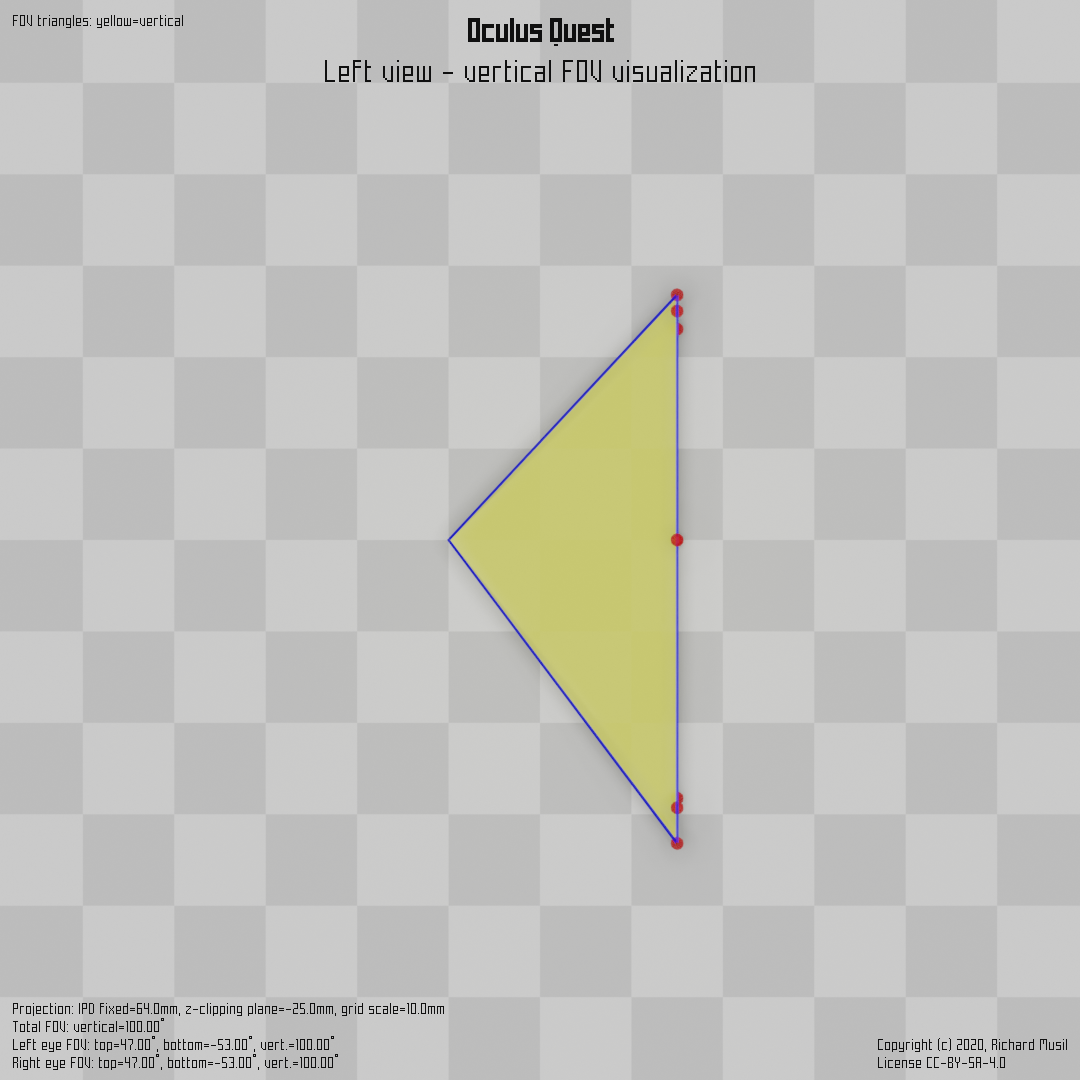 FOV triangles: yellow=vertical
Oculus Quest
Left view - vertical FOV visualization
Projection: IPD fixed=64.0mm, z-clipping plane=-25.0mm, grid scale=10.0mm
Total FOV: vertical=100.00°
Left eye FOV: top=47.00°, bottom=-53.00°, vert.=100.00°
Right eye FOV: top=47.00°, bottom=-53.00°, vert.=100.00°
Copyright (c) 2020, Richard Musil
License CC-BY-SA-4.0